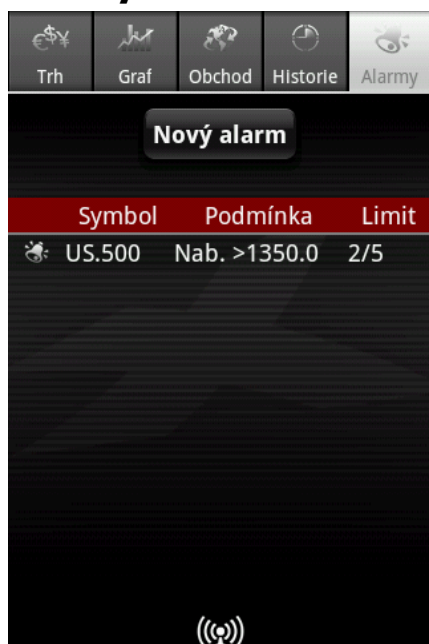 Trh Graf Obchod Historie Alarmy
Nový alarm
Symbol Podmínka Limit
US.500 Nab. >1350.0 2/5